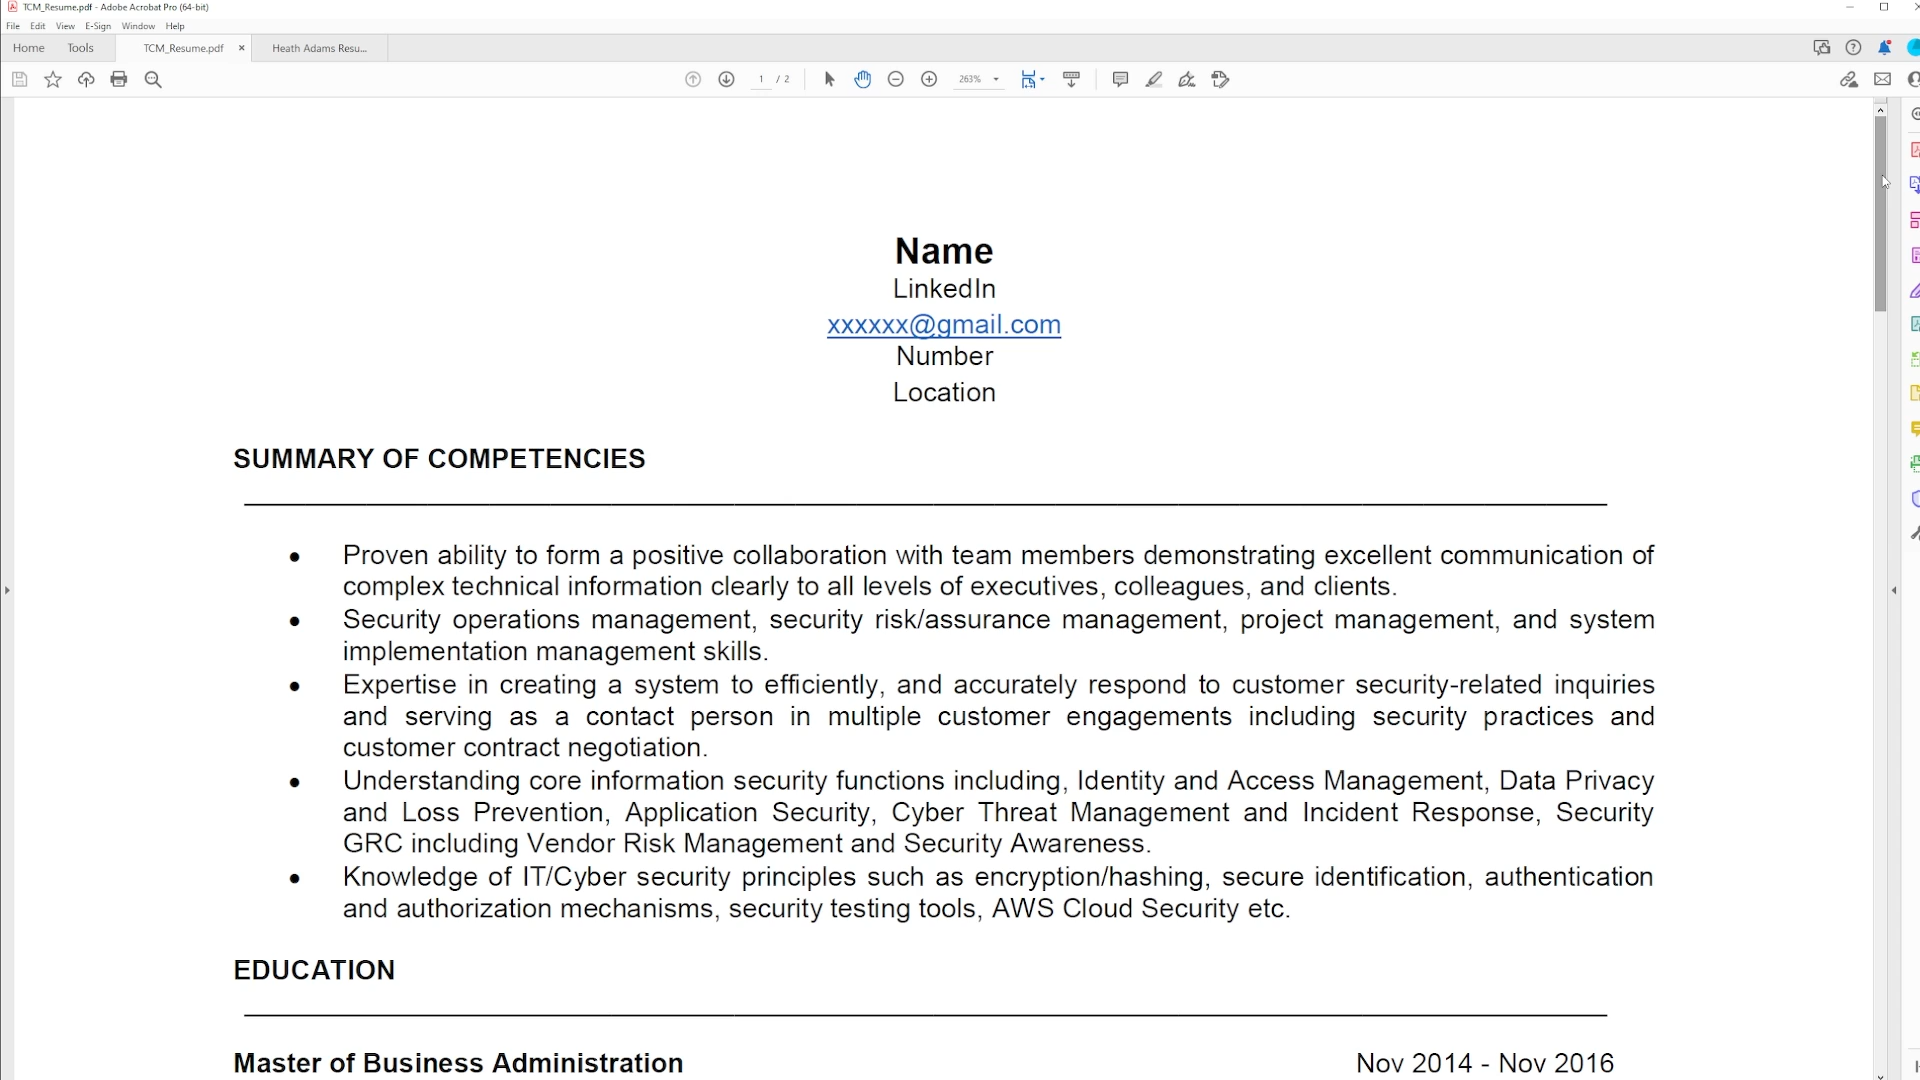 TCM_Resume.pdf - Adobe Acrobat Pro (64-bit)
File Edit View E-Sign Window Help
Home Tools TCM_Resume.pdf × Heath Adams Resu...
1 / 2 263%
Name
LinkedIn
xxxxxx@gmail.com
Number
Location
SUMMARY OF COMPETENCIES
• Proven ability to form a positive collaboration with team members demonstrating excellent communication of
complex technical information clearly to all levels of executives, colleagues, and clients.
• Security operations management, security risk/assurance management, project management, and system
implementation management skills.
• Expertise in creating a system to efficiently, and accurately respond to customer security-related inquiries
and serving as a contact person in multiple customer engagements including security practices and
customer contract negotiation.
• Understanding core information security functions including, Identity and Access Management, Data Privacy
and Loss Prevention, Application Security, Cyber Threat Management and Incident Response, Security
GRC including Vendor Risk Management and Security Awareness.
• Knowledge of IT/Cyber security principles such as encryption/hashing, secure identification, authentication
and authorization mechanisms, security testing tools, AWS Cloud Security etc.
EDUCATION
Master of Business Administration Nov 2014 - Nov 2016